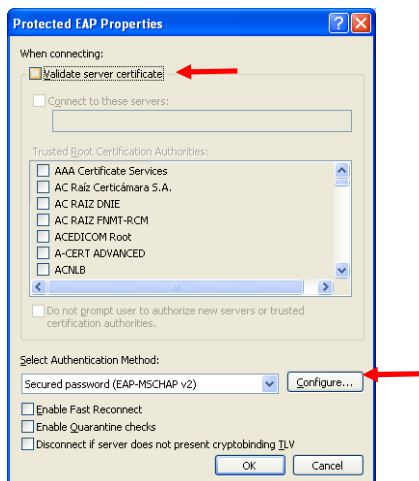 Protected EAP Properties
When connecting:
Validate server certificate
Connect to these servers:
Trusted Root Certification Authorities:
AAA Certificate Services
AC Raíz Certicámara S.A.
AC RAIZ DNIE
AC RAIZ FNMT-RCM
ACEDICOM Root
A-CERT ADVANCED
ACNLB
Do not prompt user to authorize new servers or trusted
certification authorities.
Select Authentication Method:
Secured password (EAP-MSCHAP v2)
Configure...
Enable Fast Reconnect
Enable Quarantine checks
Disconnect if server does not present cryptobinding TLV
OK
Cancel